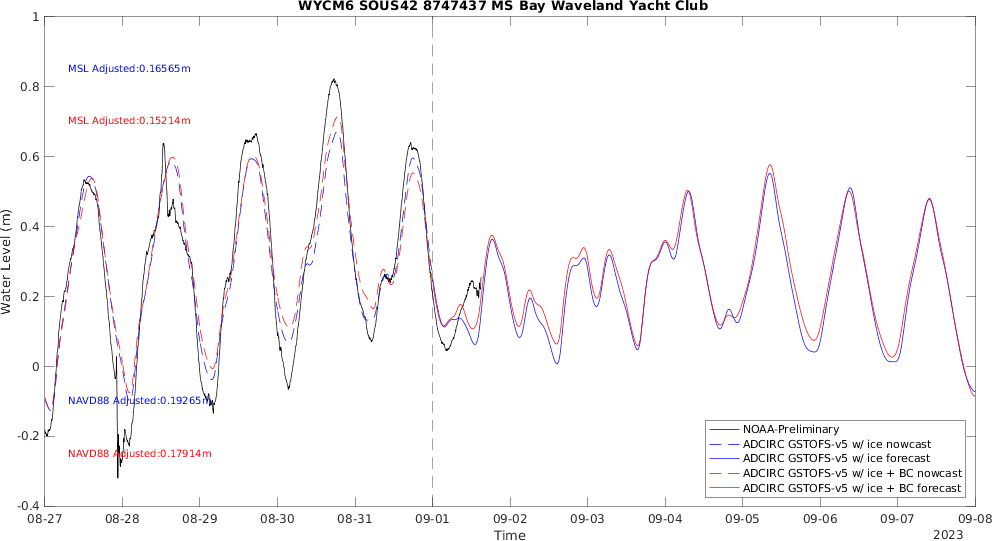 WYCM6 SOUS42 8747437 MS Bay Waveland Yacht Club
1
0.8
0.6
0.4
0.2
0
-0.2
-0.4
Water Level (m)
MSL Adjusted:0.16565m
MSL Adjusted:0.15214m
NAVD88 Adjusted:0.19265m
NAVD88 Adjusted:0.17914m
NOAA-Preliminary
ADCIRC GSTOFS-v5 w/ ice nowcast
ADCIRC GSTOFS-v5 w/ ice forecast
ADCIRC GSTOFS-v5 w/ ice + BC nowcast
ADCIRC GSTOFS-v5 w/ ice + BC forecast
08-27 08-28 08-29 08-30 08-31 09-01 09-02 09-03 09-04 09-05 09-06 09-07 09-08
Time
2023